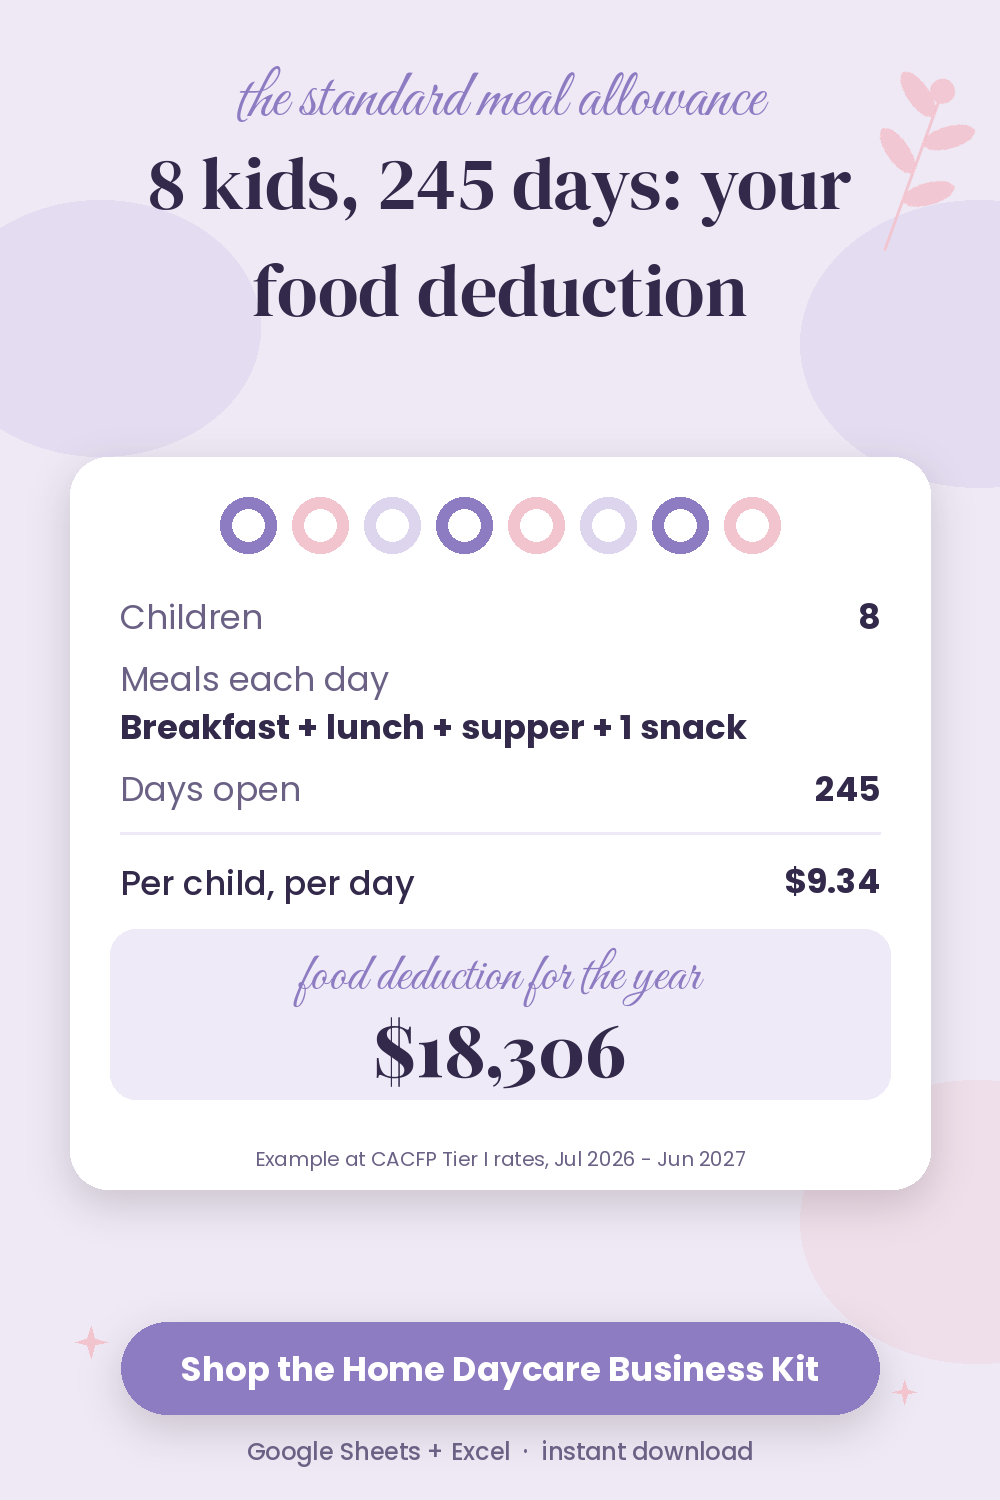 the standard meal allowance
8 kids, 245 days: your
food deduction
Children 8
Meals each day
Breakfast + lunch + supper + 1 snack
Days open 245
Per child, per day $9.34
food deduction for the year
$18,306
Example at CACFP Tier I rates, Jul 2026 - Jun 2027
Shop the Home Daycare Business Kit
Google Sheets + Excel · instant download